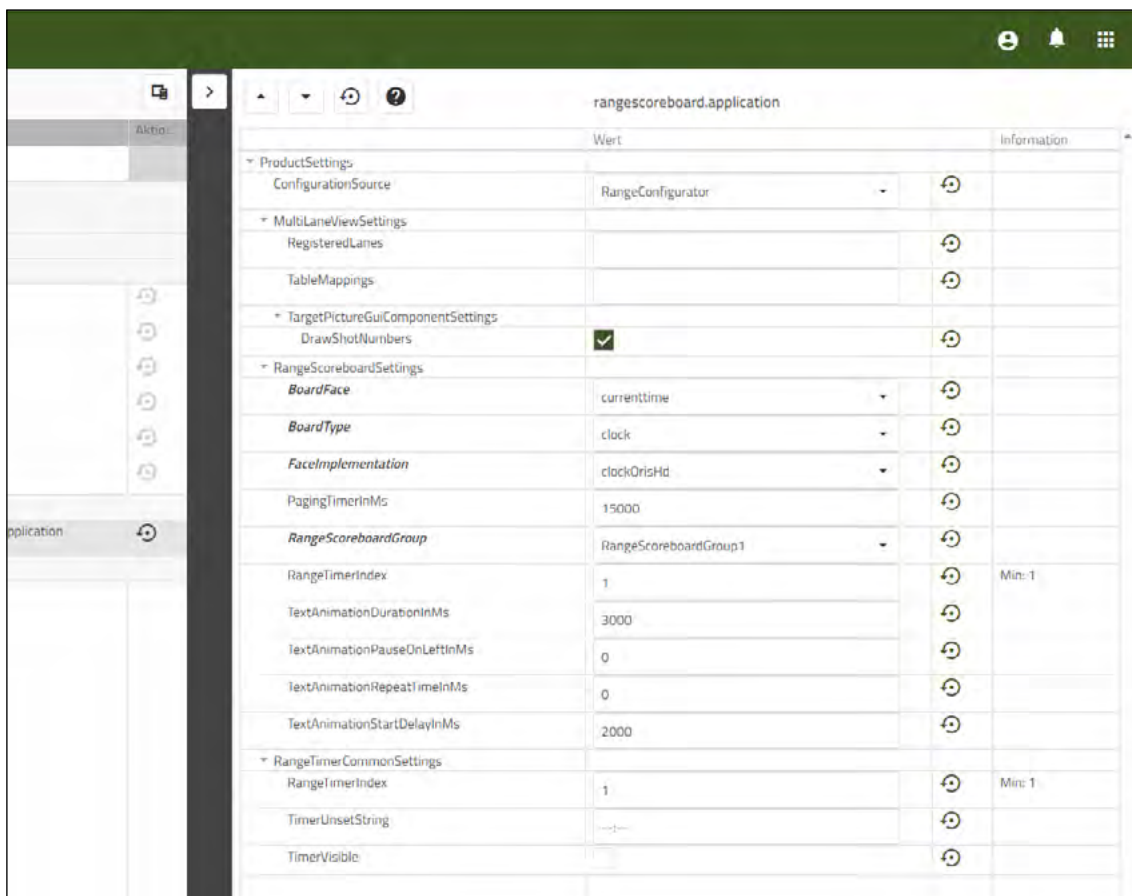 rangescoreboard.application
Aktio...
Wert
Information
ProductSettings
ConfigurationSource
RangeConfigurator
MultiLaneViewSettings
RegisteredLanes
TableMappings
TargetPictureGuiComponentSettings
DrawShotNumbers
RangeScoreboardSettings
BoardFace
currenttime
BoardType
clock
FaceImplementation
clockOrisHd
PagingTimerInMs
15000
pplication
RangeScoreboardGroup
RangeScoreboardGroup1
RangeTimerIndex
1
Min: 1
TextAnimationDurationInMs
3000
TextAnimationPauseOnLeftInMs
0
TextAnimationRepeatTimeInMs
0
TextAnimationStartDelayInMs
2000
RangeTimerCommonSettings
RangeTimerIndex
1
Min: 1
TimerUnsetString
--:--
TimerVisible